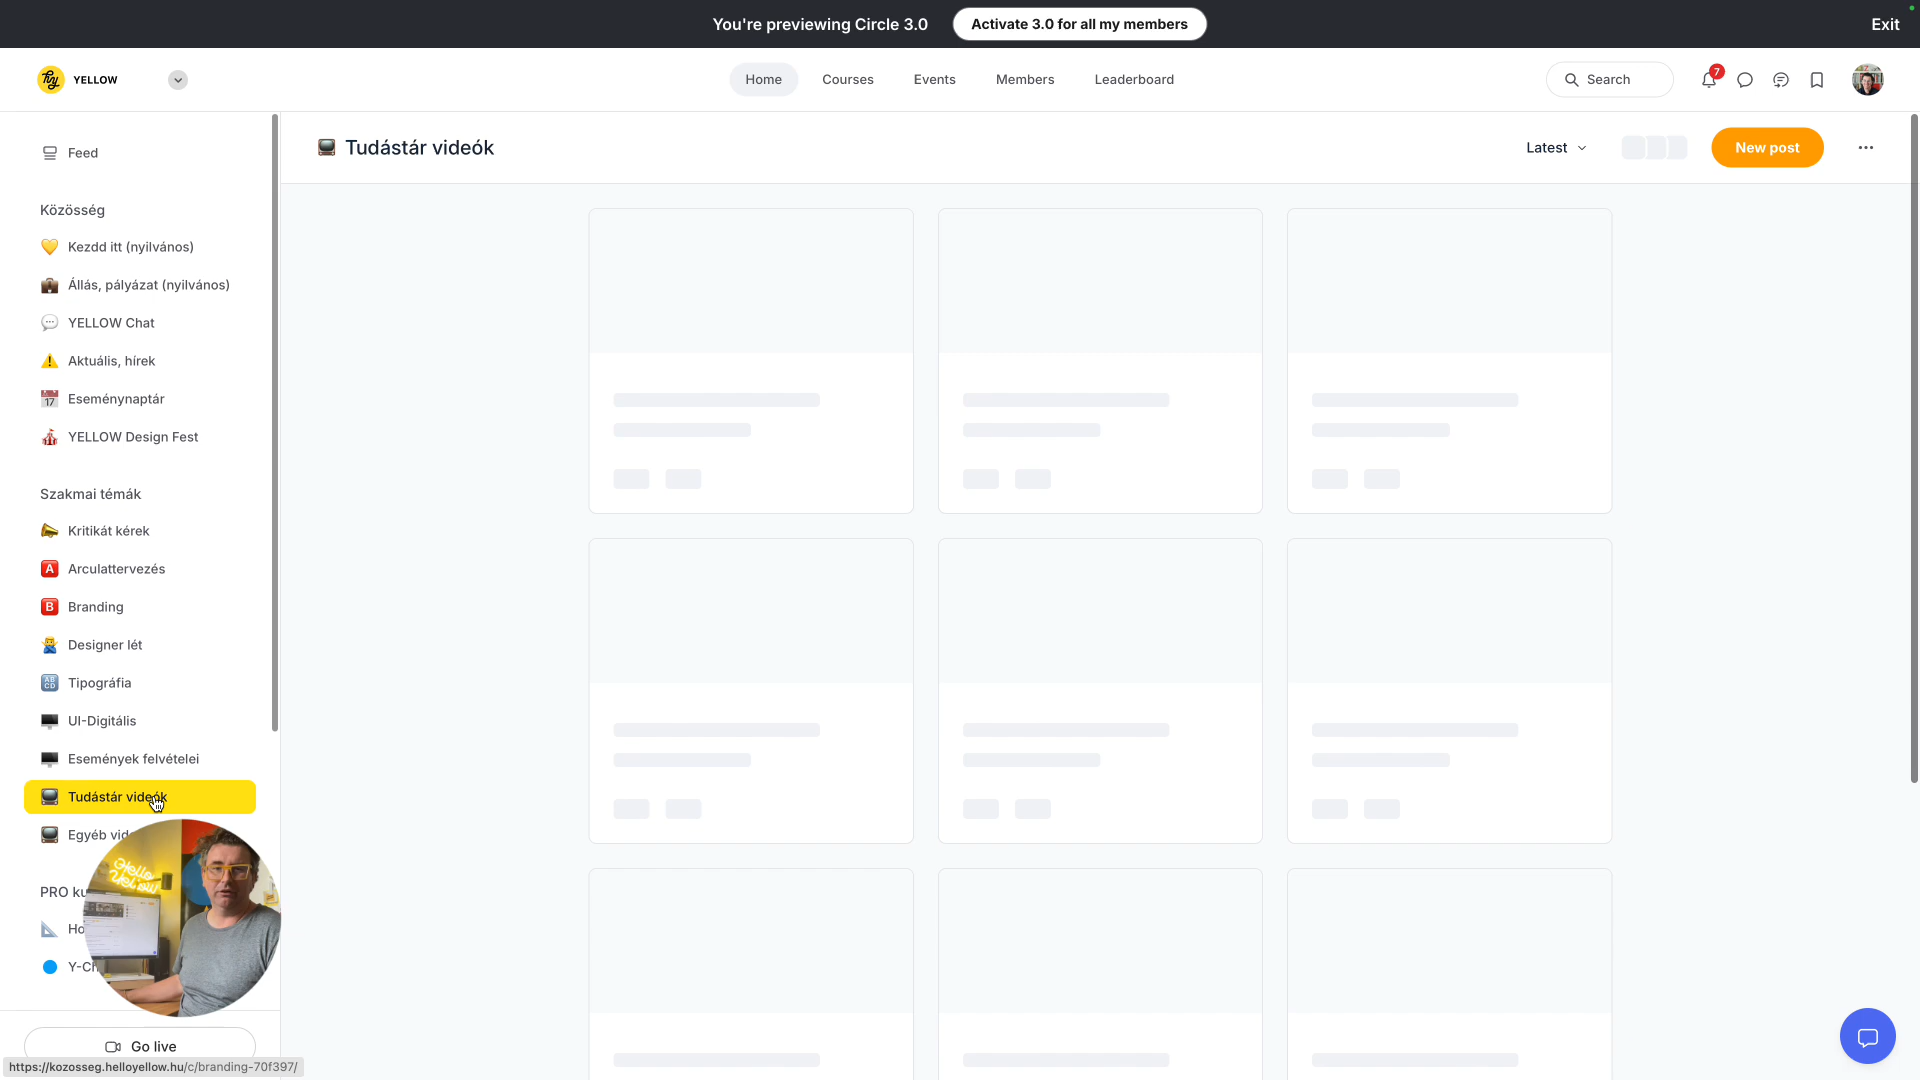 You're previewing Circle 3.0
Activate 3.0 for all my members
Exit
YELLOW
Home
Courses
Events
Members
Leaderboard
Search
7
Feed
Tudástár videók
Latest
New post
Közösség
Kezdd itt (nyilvános)
Állás, pályázat (nyilvános)
YELLOW Chat
Aktuális, hírek
17
Eseménynaptár
YELLOW Design Fest
Szakmai témák
Kritikát kérek
A
Arculattervezés
B
Branding
Designer lét
Tipográfia
UI-Digitális
Események felvételei
Tudástár videók
Egyéb vid
Hello
Yellow
PRO ku
Ho
Go live
https://kozosseg.helloyellow.hu/c/branding-70f397/